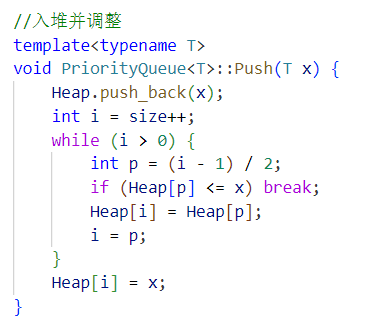 //入堆并调整
template<typename T>
void PriorityQueue<T>::Push(T x) {
    Heap.push_back(x);
    int i = size++;
    while (i > 0) {
        int p = (i - 1) / 2;
        if (Heap[p] <= x) break;
        Heap[i] = Heap[p];
        i = p;
    }
    Heap[i] = x;
}